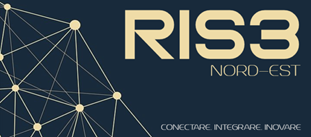 RIS3
NORD-EST
CONECTARE. INTEGRARE. INOVARE